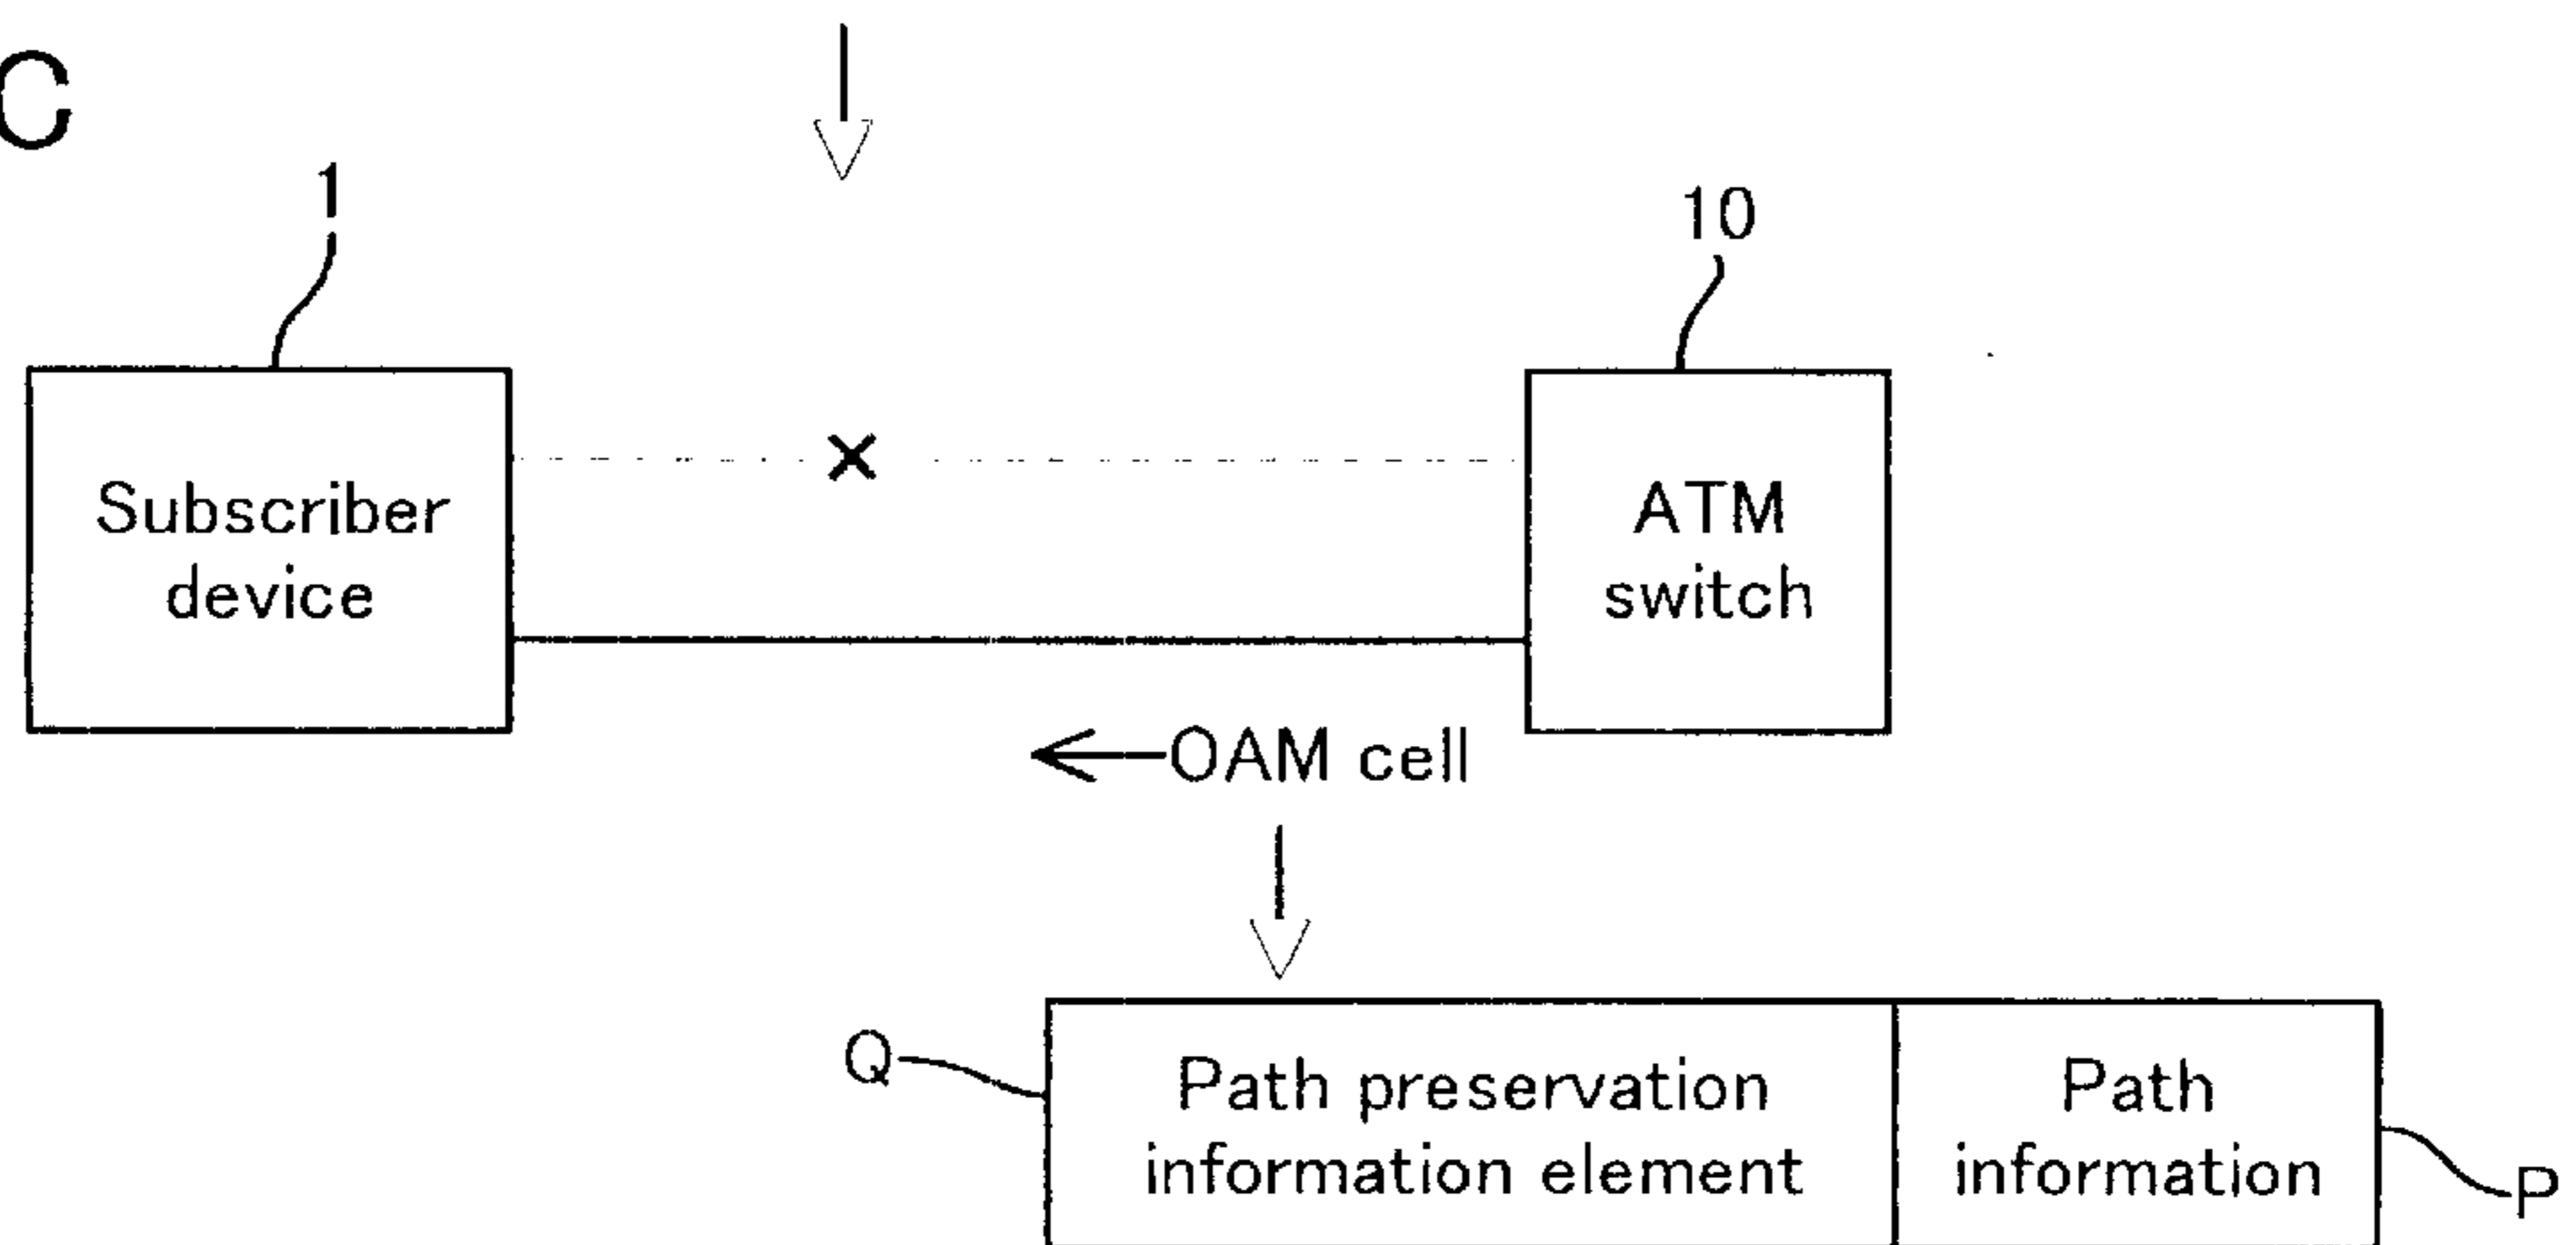 C
1
10
Subscriber
device
ATM
switch
OAM cell
Q
Path preservation
information element
Path
information
P